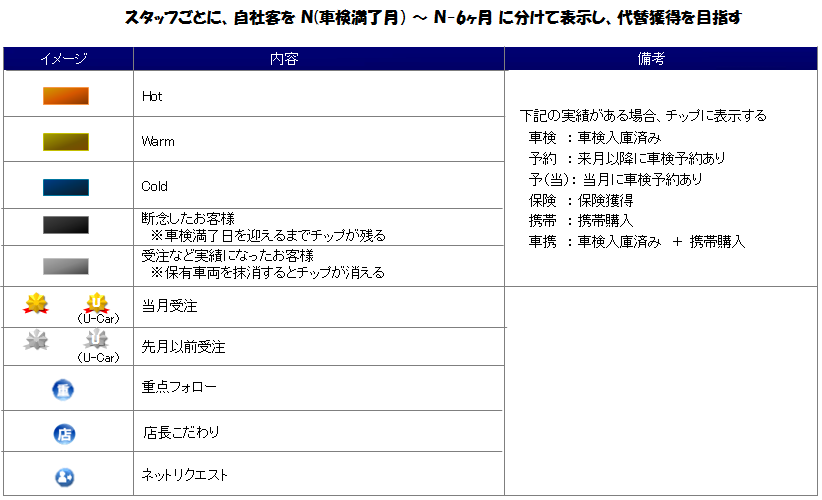 スタッフごとに、自社客を N(車検満了月) ～ N-6ヶ月 に分けて表示し、代替獲得を目指す
イメージ 内容 備考
Hot
Warm
Cold
断念したお客様
※車検満了日を迎えるまでチップが残る
受注など実績になったお客様
※保有車両を抹消するとチップが消える
下記の実績がある場合、チップに表示する
車検 ：車検入庫済み
予約 ：来月以降に車検予約あり
予(当)：当月に車検予約あり
保険 ：保険獲得
携帯 ：携帯購入
車携 ：車検入庫済み ＋ 携帯購入
U
(U-Car)
当月受注
U
(U-Car)
先月以前受注
重
重点フォロー
店
店長こだわり
ネットリクエスト